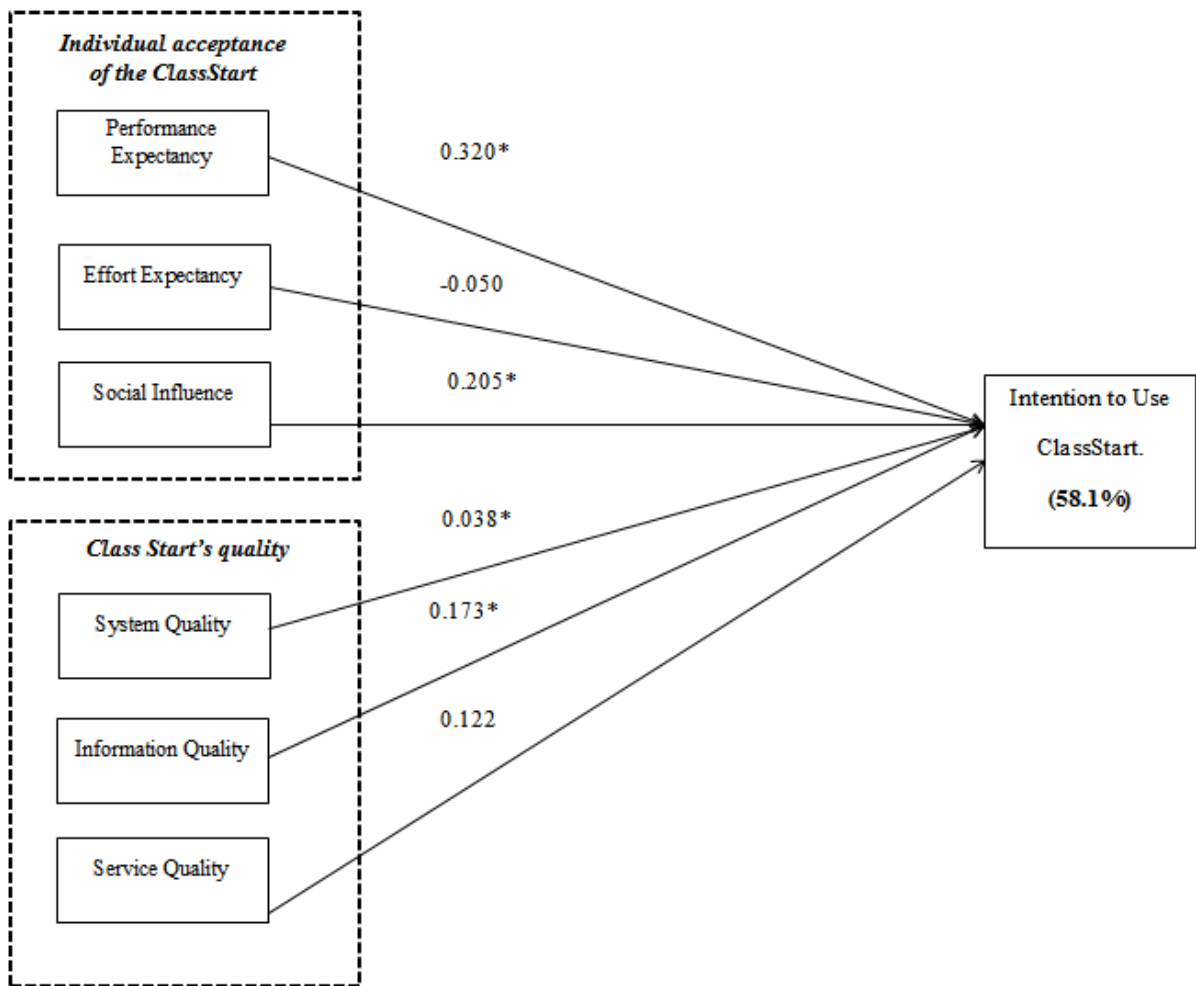 Individual acceptance
of the ClassStart
Performance
Expectancy
0.320*
Effort Expectancy
-0.050
Social Influence
0.205*
Intention to Use
ClassStart.
(58.1%)
Class Start's quality
0.038*
System Quality
0.173*
Information Quality
0.122
Service Quality